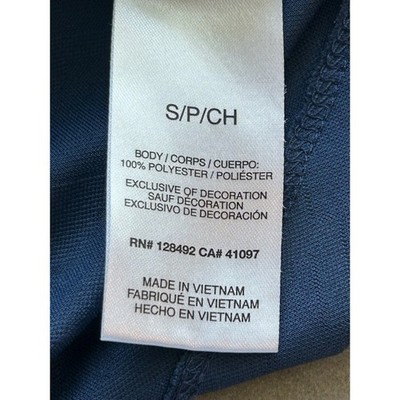 S/P/CH
BODY / CORPS / CUERPO:
100% POLYESTER / POLIÉSTER
EXCLUSIVE OF DECORATION
SAUF DÉCORATION
EXCLUSIVO DE DECORACIÓN
RN# 128492 CA# 41097
MADE IN VIETNAM
FABRIQUÉ EN VIETNAM
HECHO EN VIETNAM